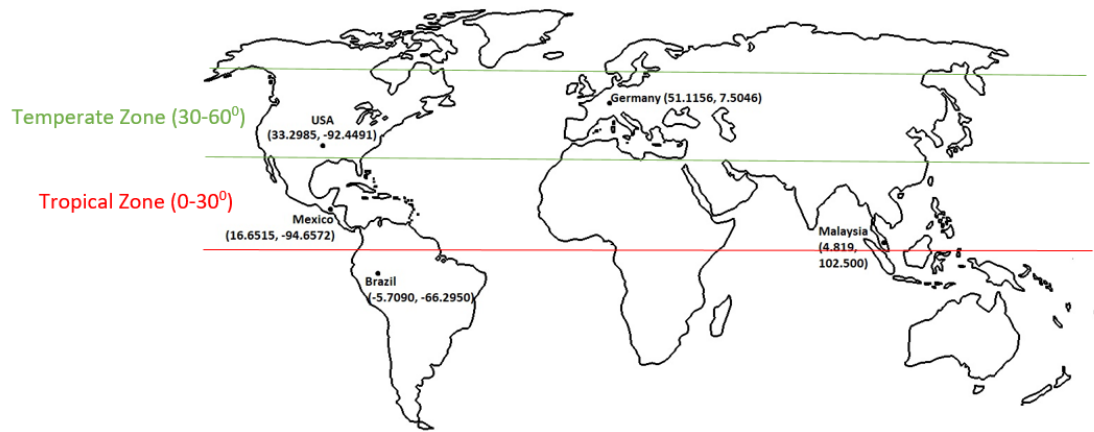 Germany (51.1156, 7.5046)
Temperate Zone (30-60⁰)
USA
(33.2985, -92.4491)
Tropical Zone (0-30⁰)
Mexico
(16.6515, -94.6572)
Malaysia
(4.819,
102.500)
Brazil
(-5.7090, -66.2950)